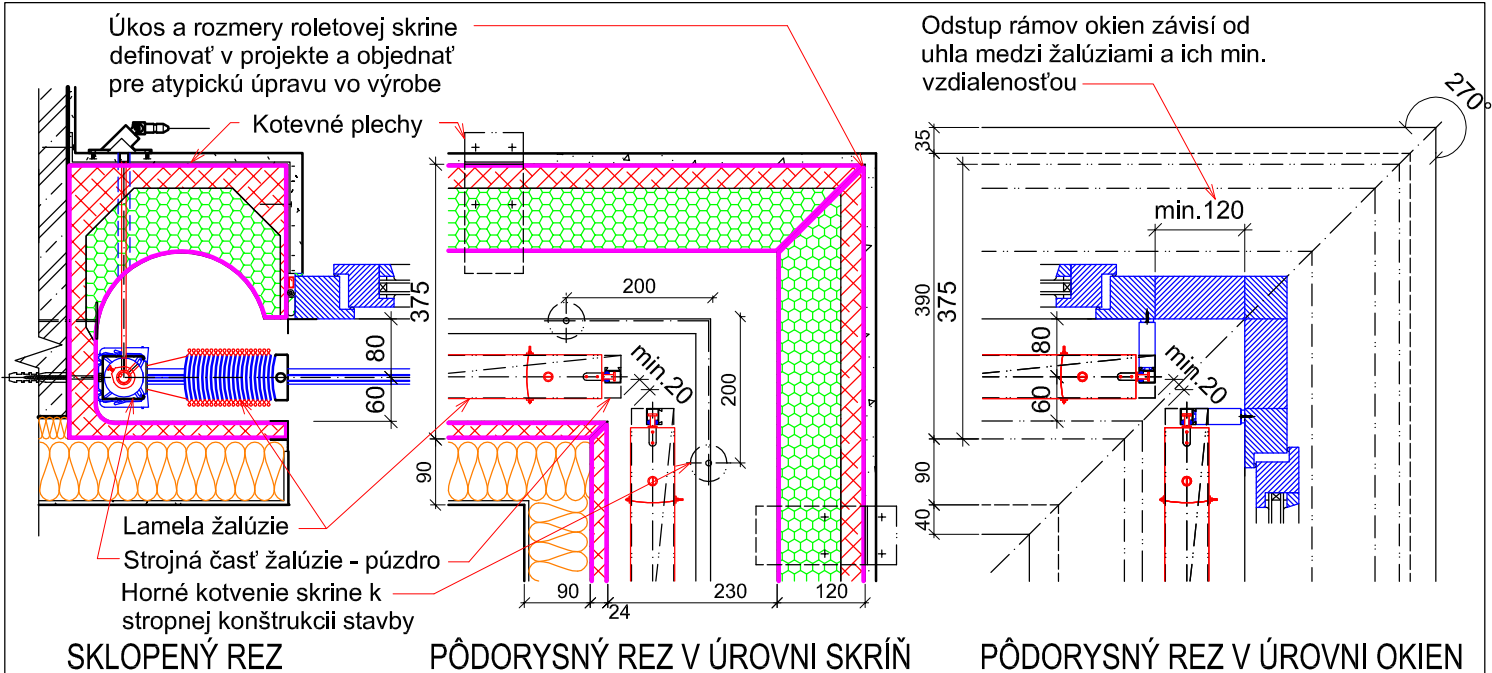 Úkos a rozmery roletovej skrine
definovať v projekte a objednať
pre atypickú úpravu vo výrobe
Odstup rámov okien závisí od
uhla medzi žalúziami a ich min.
vzdialenosťou
Kotevné plechy
270°
35
min.120
375
200
390
375
80
80
min.20
min.20
200
60
60
90
90
40
Lamela žalúzie
Strojná časť žalúzie - púzdro
Horné kotvenie skrine k
stropnej konštrukcii stavby
90
24
230
120
SKLOPENÝ REZ
PÔDORYSNÝ REZ V ÚROVNI SKRÍŇ
PÔDORYSNÝ REZ V ÚROVNI OKIEN